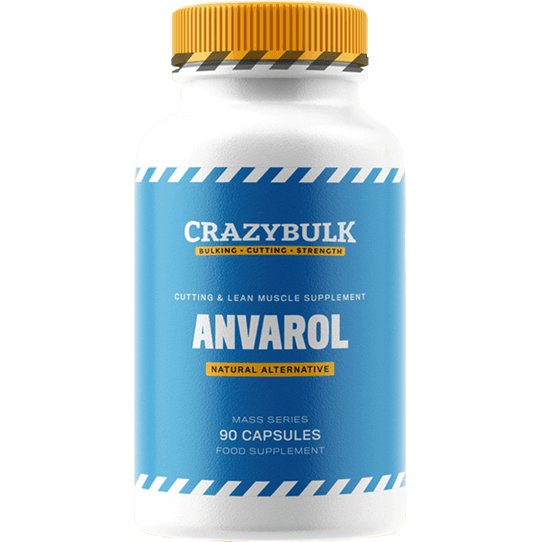 CRAZYBULK
BULKING • CUTTING • STRENGTH
CUTTING & LEAN MUSCLE SUPPLEMENT
ANVAROL
NATURAL ALTERNATIVE
MASS SERIES
90 CAPSULES
FOOD SUPPLEMENT